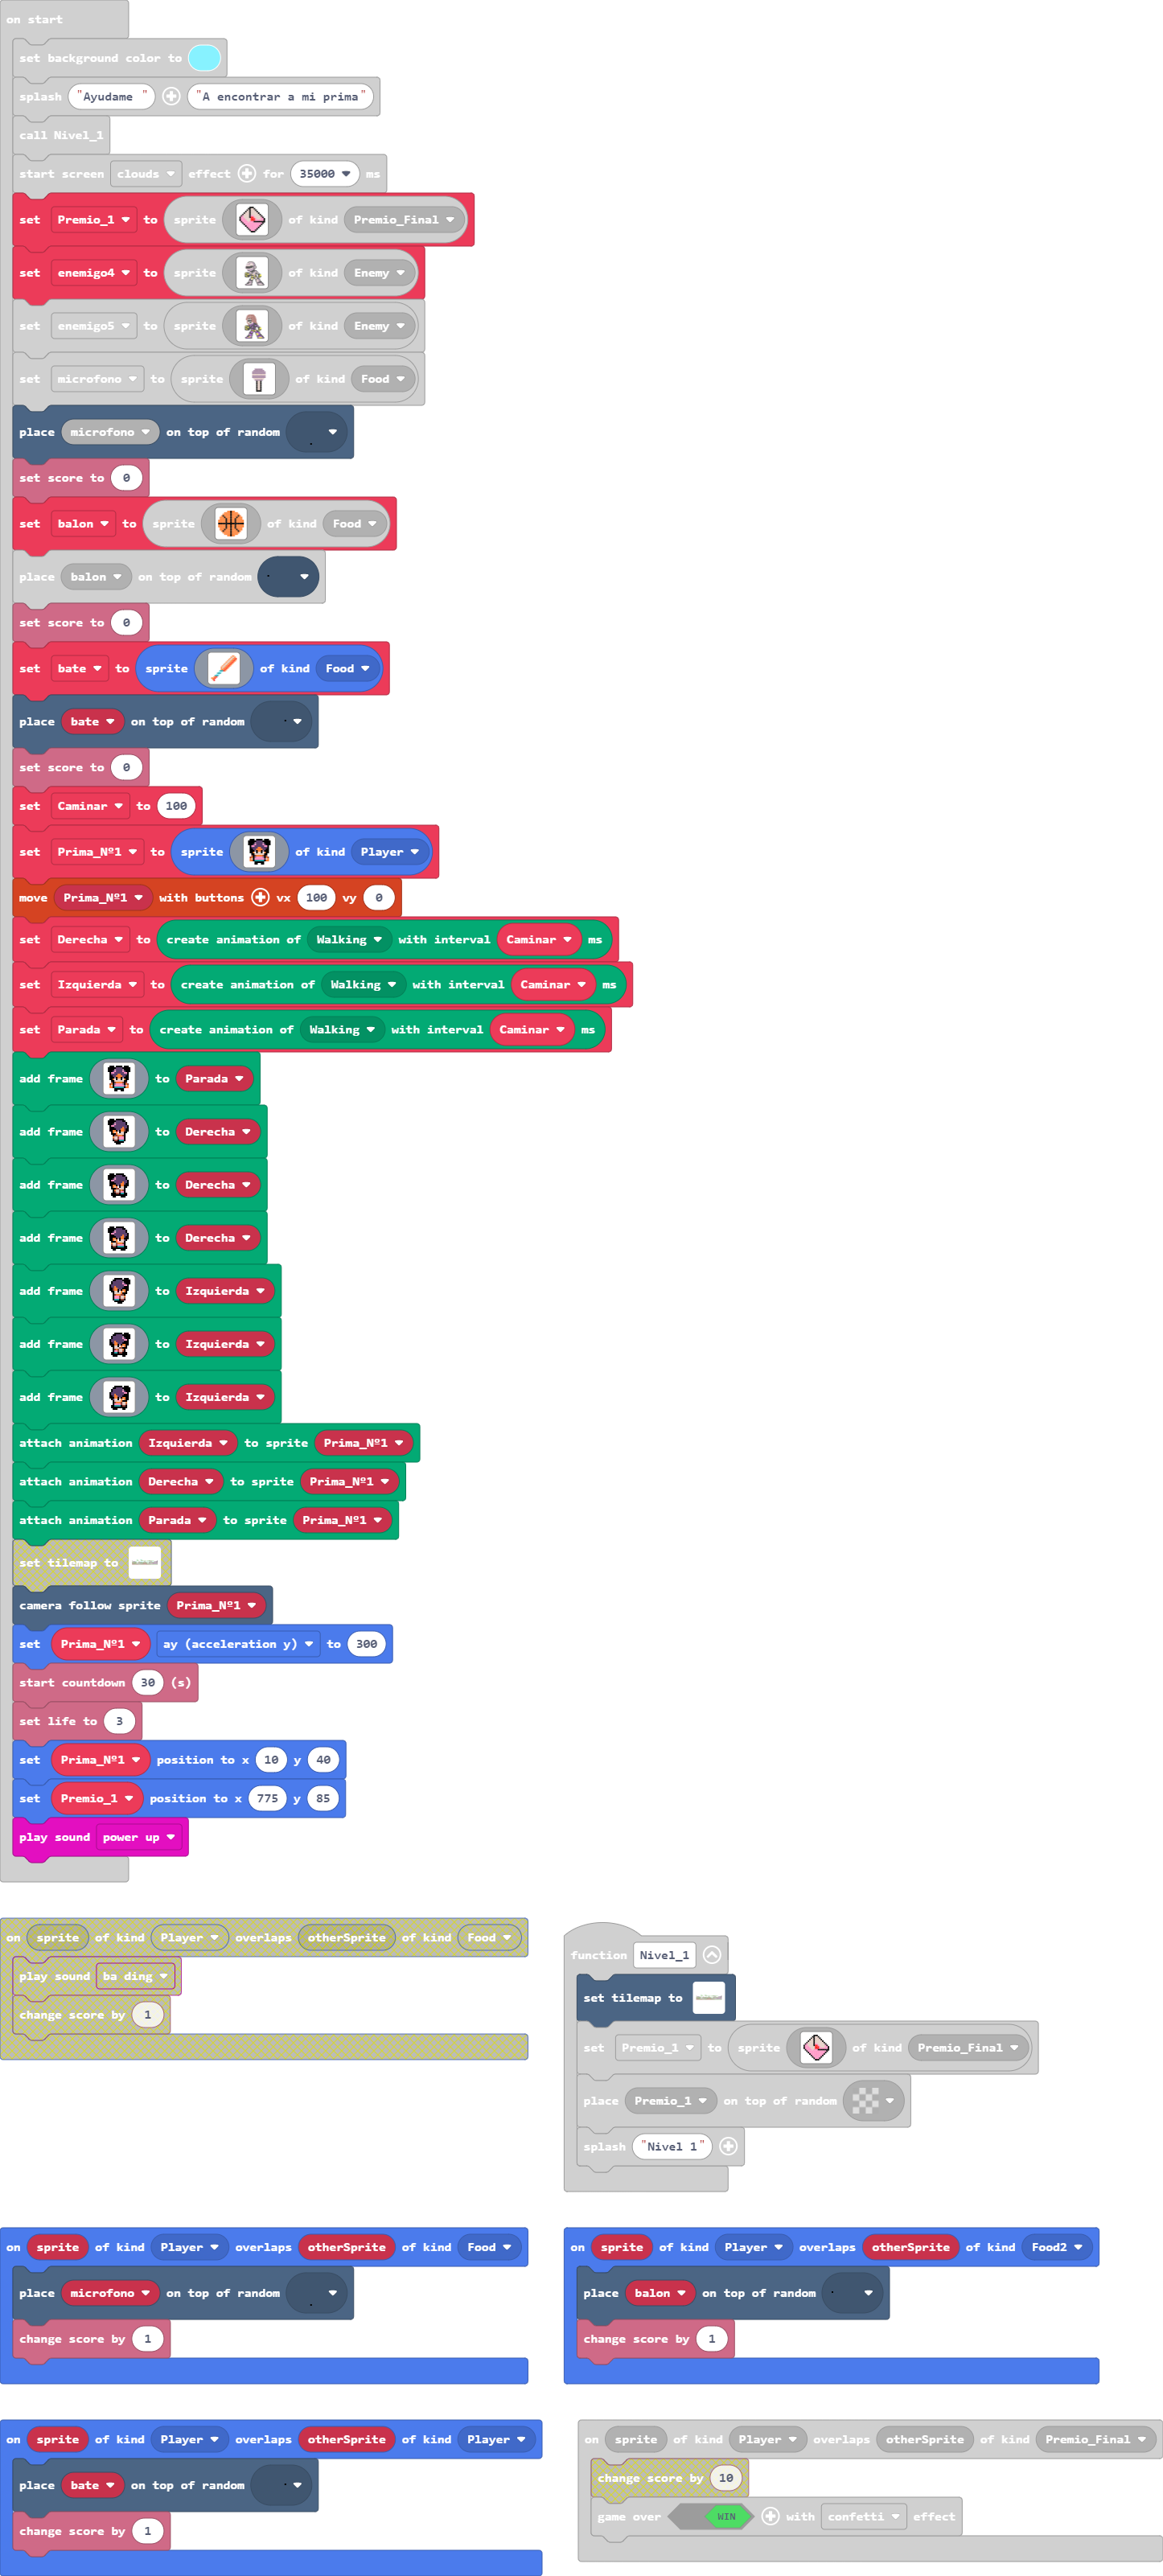 on start
set background color to
splash "Ayudame " "A encontrar a mi prima"
call Nivel_1
start screen clouds effect for 35000 ms
set Premio_1 to sprite of kind Premio_Final
set enemigo4 to sprite of kind Enemy
set enemigo5 to sprite of kind Enemy
set microfono to sprite of kind Food
place microfono on top of random
set score to 0
set balon to sprite of kind Food
place balon on top of random
set score to 0
set bate to sprite of kind Food
place bate on top of random
set score to 0
set Caminar to 100
set Prima_Nº1 to sprite of kind Player
move Prima_Nº1 with buttons vx 100 vy 0
set Derecha to create animation of Walking with interval Caminar ms
set Izquierda to create animation of Walking with interval Caminar ms
set Parada to create animation of Walking with interval Caminar ms
add frame to Parada
add frame to Derecha
add frame to Derecha
add frame to Derecha
add frame to Izquierda
add frame to Izquierda
add frame to Izquierda
attach animation Izquierda to sprite Prima_Nº1
attach animation Derecha to sprite Prima_Nº1
attach animation Parada to sprite Prima_Nº1
set tilemap to
camera follow sprite Prima_Nº1
set Prima_Nº1 ay (acceleration y) to 300
start countdown 30 (s)
set life to 3
set Prima_Nº1 position to x 10 y 40
set Premio_1 position to x 775 y 85
play sound power up
on sprite of kind Player overlaps otherSprite of kind Food
play sound ba ding
change score by 1
function Nivel_1
set tilemap to
set Premio_1 to sprite of kind Premio_Final
place Premio_1 on top of random
splash "Nivel 1"
on sprite of kind Player overlaps otherSprite of kind Food
place microfono on top of random
change score by 1
on sprite of kind Player overlaps otherSprite of kind Food2
place balon on top of random
change score by 1
on sprite of kind Player overlaps otherSprite of kind Player
place bate on top of random
change score by 1
on sprite of kind Player overlaps otherSprite of kind Premio_Final
change score by 10
game over WIN with confetti effect